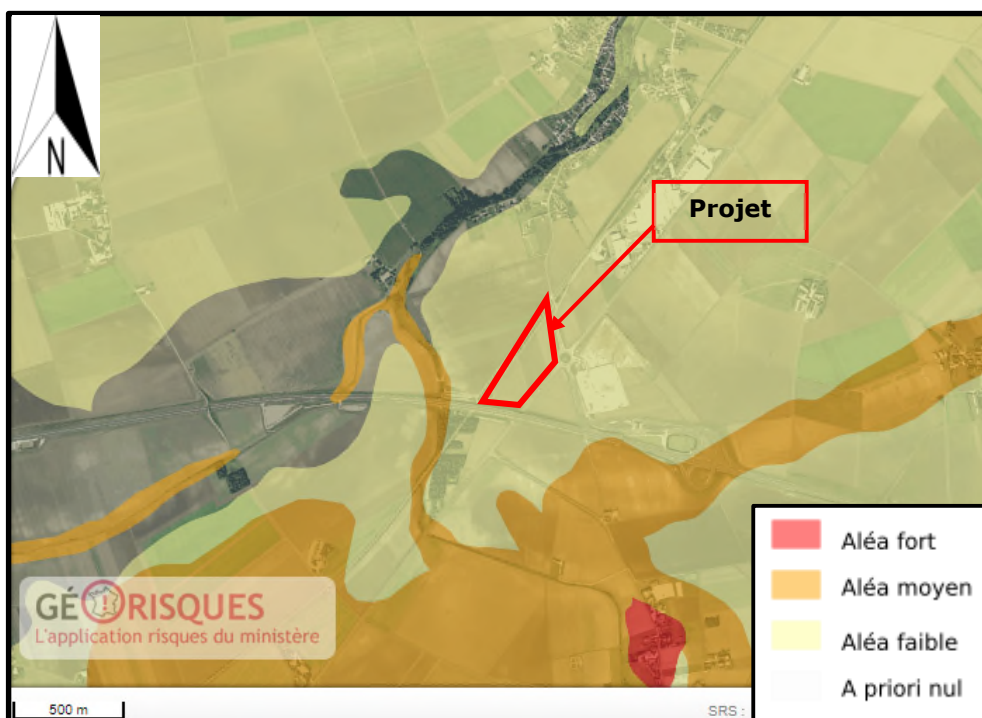 N
Projet
GÉORISQUES
L'application risques du ministère
500 m
SRS :
Aléa fort
Aléa moyen
Aléa faible
A priori nul